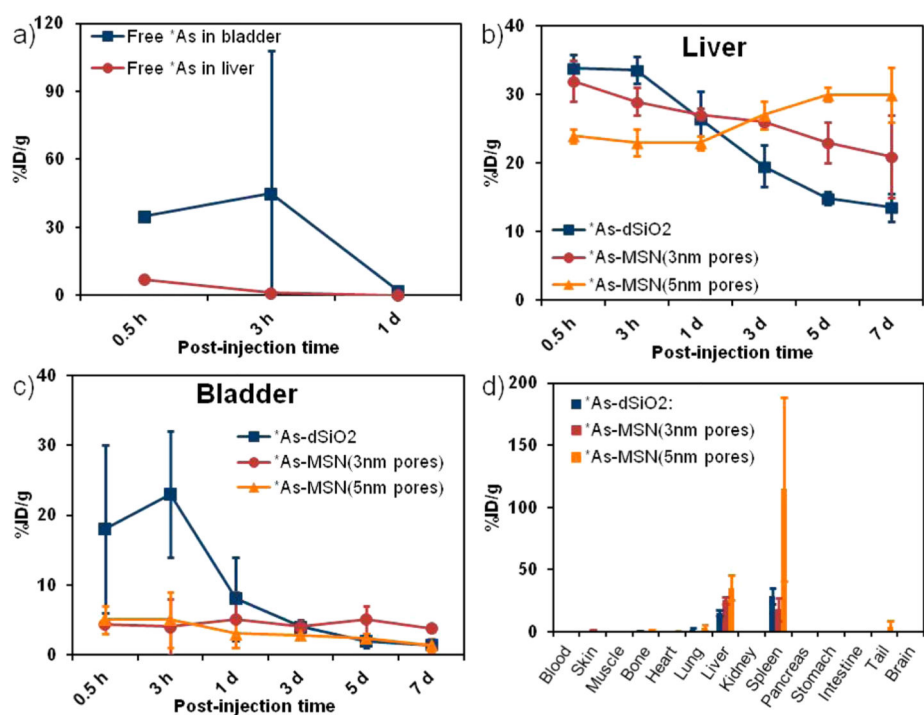 a)
120
90
60
30
0
%ID/g
Free *As in bladder
Free *As in liver
0.5 h
3 h
1 d
Post-injection time
b)
Liver
40
30
20
10
0
%ID/g
*As-dSiO2
*As-MSN(3nm pores)
*As-MSN(5nm pores)
0.5 h
3 h
1 d
3 d
5 d
7 d
Post-injection time
c)
Bladder
40
30
20
10
0
%ID/g
*As-dSiO2
*As-MSN(3nm pores)
*As-MSN(5nm pores)
0.5 h
3 h
1 d
3 d
5 d
7 d
Post-injection time
d)
200
150
100
50
0
%ID/g
*As-dSiO2:
*As-MSN(3nm pores)
*As-MSN(5nm pores)
Blood
Skin
Muscle
Bone
Heart
Lung
Liver
Kidney
Spleen
Pancreas
Stomach
Intestine
Tail
Brain